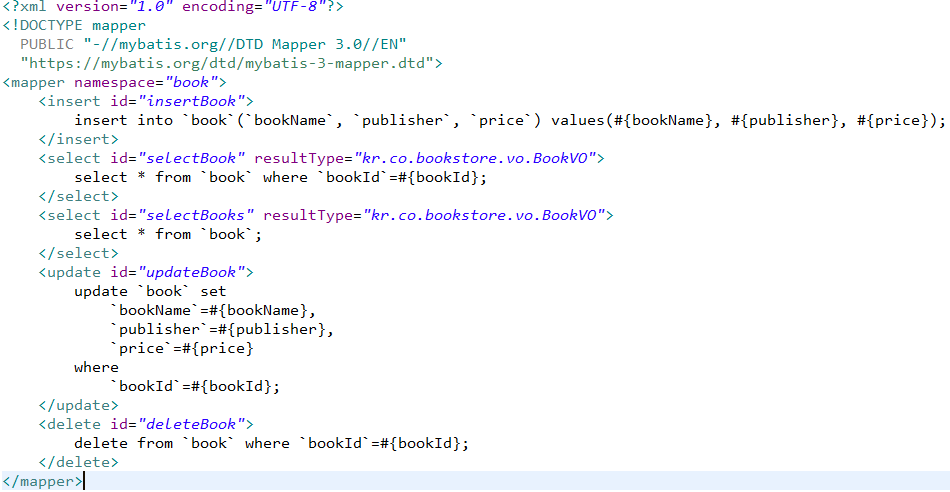 <?xml version="1.0" encoding="UTF-8"?>
<!DOCTYPE mapper
  PUBLIC "-//mybatis.org//DTD Mapper 3.0//EN"
  "https://mybatis-3.org/dtd/mybatis-3-mapper.dtd">
<mapper namespace="book">
    <insert id="insertBook">
        insert into `book`(`bookName`, `publisher`, `price`) values(#{bookName}, #{publisher}, #{price});
    </insert>
    <select id="selectBook" resultType="kr.co.bookstore.vo.BookVO">
        select * from `book` where `bookId`=#{bookId};
    </select>
    <select id="selectBooks" resultType="kr.co.bookstore.vo.BookVO">
        select * from `book`;
    </select>
    <update id="updateBook">
        update `book` set
            `bookName`=#{bookName},
            `publisher`=#{publisher},
            `price`=#{price}
        where
            `bookId`=#{bookId};
    </update>
    <delete id="deleteBook">
        delete from `book` where `bookId`=#{bookId};
    </delete>
</mapper>